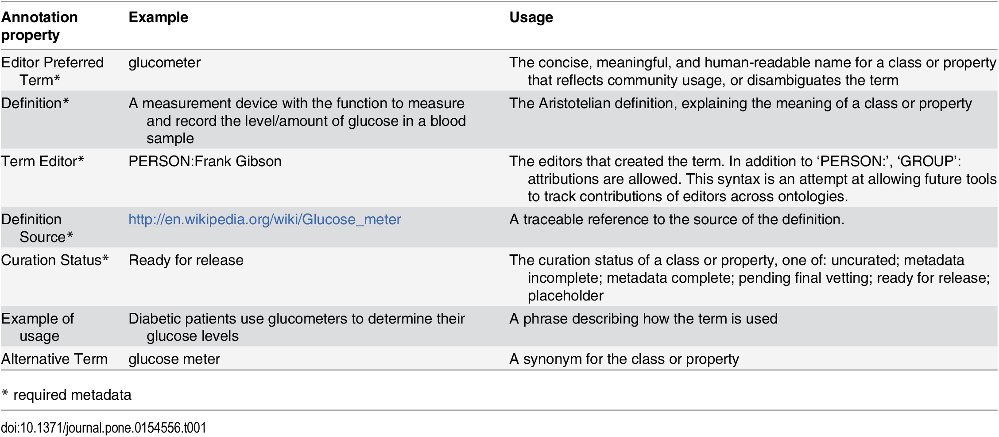 Annotation property	Example	Usage
Editor Preferred	glucometer	The concise, meaningful, and human-readable name for a class or property
Term*		that reflects community usage, or disambiguates the term
Definition*	A measurement device with the function to measure	The Aristotelian definition, explaining the meaning of a class or property
and record the level/amount of glucose in a blood
sample
Term Editor*	PERSON:Frank Gibson	The editors that created the term. In addition to ‘PERSON:’, ‘GROUP’:
attributions are allowed. This syntax is an attempt at allowing future tools
to track contributions of editors across ontologies.
Definition	http://en.wikipedia.org/wiki/Glucose_meter	A traceable reference to the source of the definition.
Source*
Curation Status*	Ready for release	The curation status of a class or property, one of: uncurated; metadata
incomplete; metadata complete; pending final vetting; ready for release;
placeholder
Example of	Diabetic patients use glucometers to determine their	A phrase describing how the term is used
usage	glucose levels
Alternative Term	glucose meter	A synonym for the class or property
* required metadata
doi:10.1371/journal.pone.0154556.t001